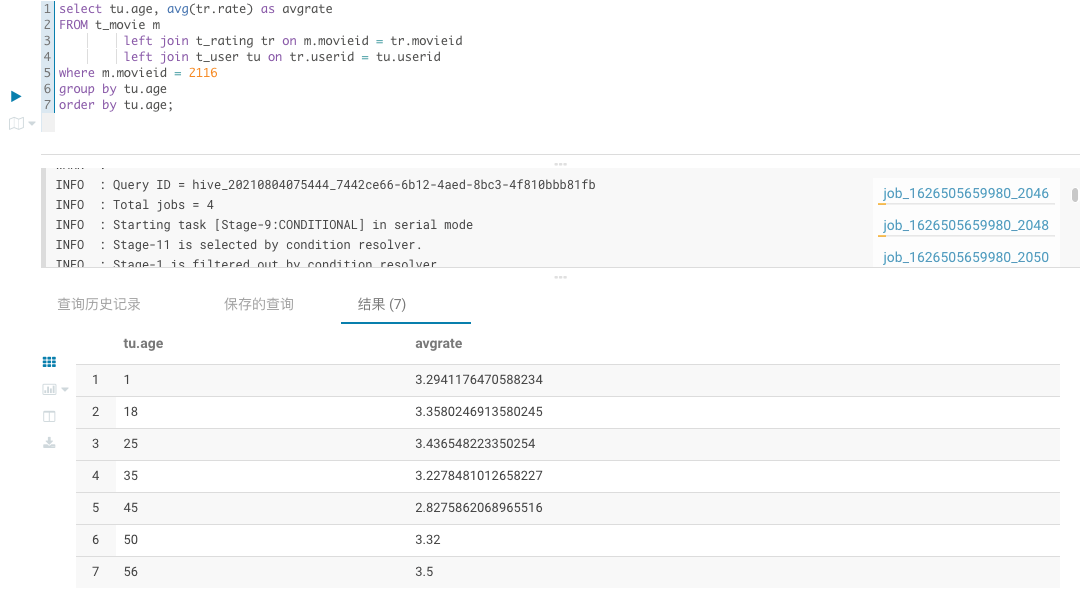 1 select tu.age, avg(tr.rate) as avgrate
2 FROM t_movie m
3 left join t_rating tr on m.movieid = tr.movieid
4 left join t_user tu on tr.userid = tu.userid
5 where m.movieid = 2116
6 group by tu.age
7 order by tu.age;
INFO : Query ID = hive_20210804075444_7442ce66-6b12-4aed-8bc3-4f810bbb81fb
INFO : Total jobs = 4
INFO : Starting task [Stage-9:CONDITIONAL] in serial mode
INFO : Stage-11 is selected by condition resolver.
INFO : Stage-1 is filtered out by condition resolver
job_1626505659980_2046
job_1626505659980_2048
job_1626505659980_2050
查询历史记录 保存的查询 结果 (7)
tu.age avgrate
1 1 3.2941176470588234
2 18 3.3580246913580245
3 25 3.436548223350254
4 35 3.2278481012658227
5 45 2.8275862068965516
6 50 3.32
7 56 3.5